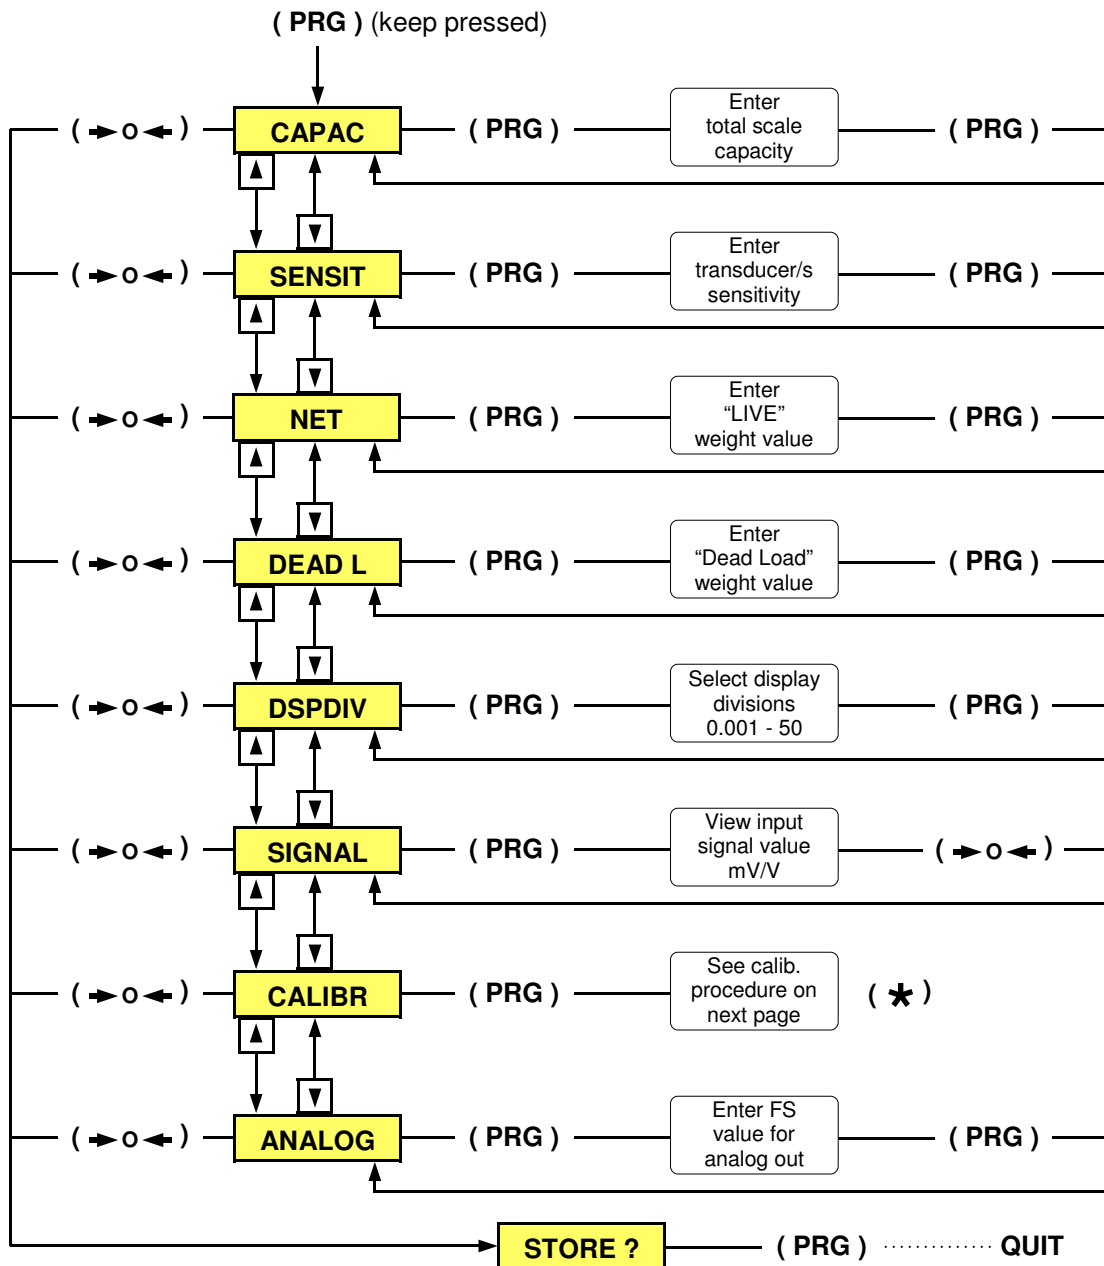 ( PRG ) (keep pressed)
( →o← ) CAPAC ( PRG ) Enter total scale capacity ( PRG )
( →o← ) SENSIT ( PRG ) Enter transducer/s sensitivity ( PRG )
( →o← ) NET ( PRG ) Enter “LIVE” weight value ( PRG )
( →o← ) DEAD L ( PRG ) Enter “Dead Load” weight value ( PRG )
( →o← ) DSPDIV ( PRG ) Select display divisions 0.001 - 50 ( PRG )
( →o← ) SIGNAL ( PRG ) View input signal value mV/V ( →o← )
( →o← ) CALIBR ( PRG ) See calib. procedure on next page ( * )
( →o← ) ANALOG ( PRG ) Enter FS value for analog out ( PRG )
STORE ? ( PRG ) .............. QUIT